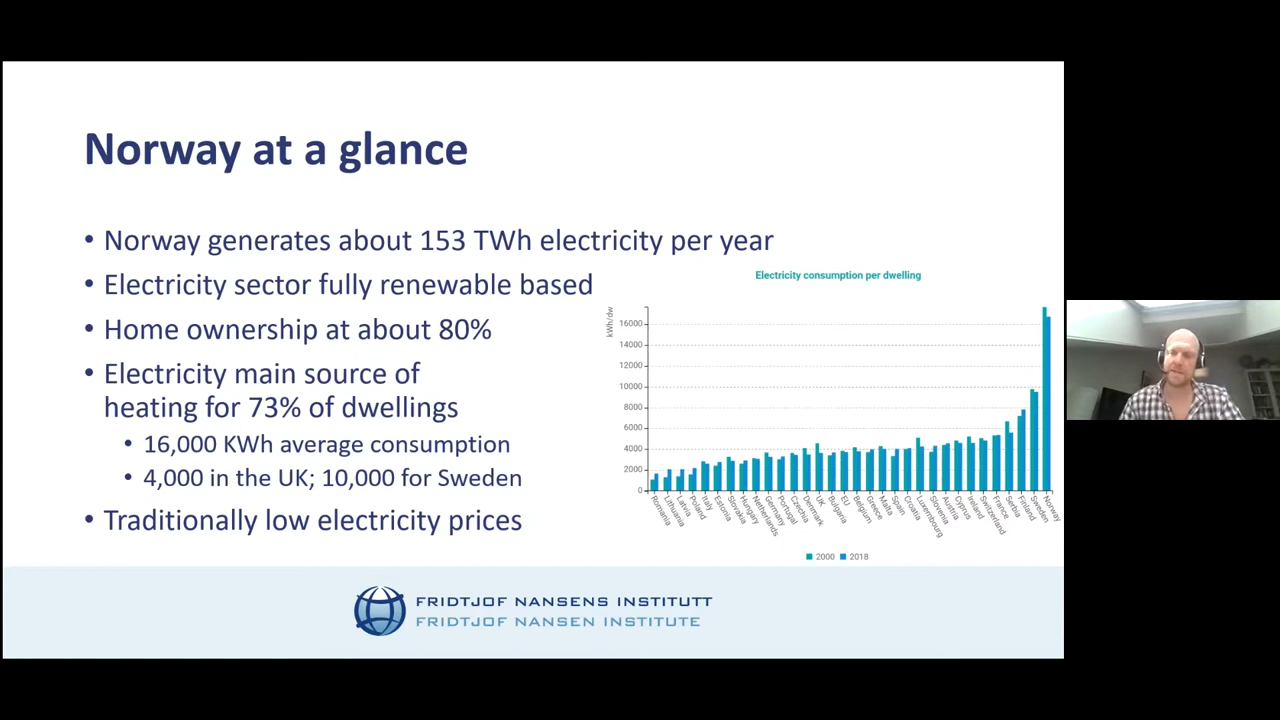 Norway at a glance
• Norway generates about 153 TWh electricity per year
• Electricity sector fully renewable based
• Home ownership at about 80%
• Electricity main source of
heating for 73% of dwellings
• 16,000 KWh average consumption
• 4,000 in the UK; 10,000 for Sweden
• Traditionally low electricity prices
Electricity consumption per dwelling
kWh/dw
16000
14000
12000
10000
8000
6000
4000
2000
0
Romania
Lithuania
Latvia
Poland
Italy
Estonia
Slovakia
Hungary
Netherlands
Germany
Portugal
Czechia
Denmark
UK
Bulgaria
EU
Belgium
Greece
Malta
Spain
Croatia
Luxembourg
Slovenia
Austria
Cyprus
Ireland
Switzerland
France
Serbia
Finland
Sweden
Norway
2000 2018
FRIDTJOF NANSENS INSTITUTT
FRIDTJOF NANSEN INSTITUTE